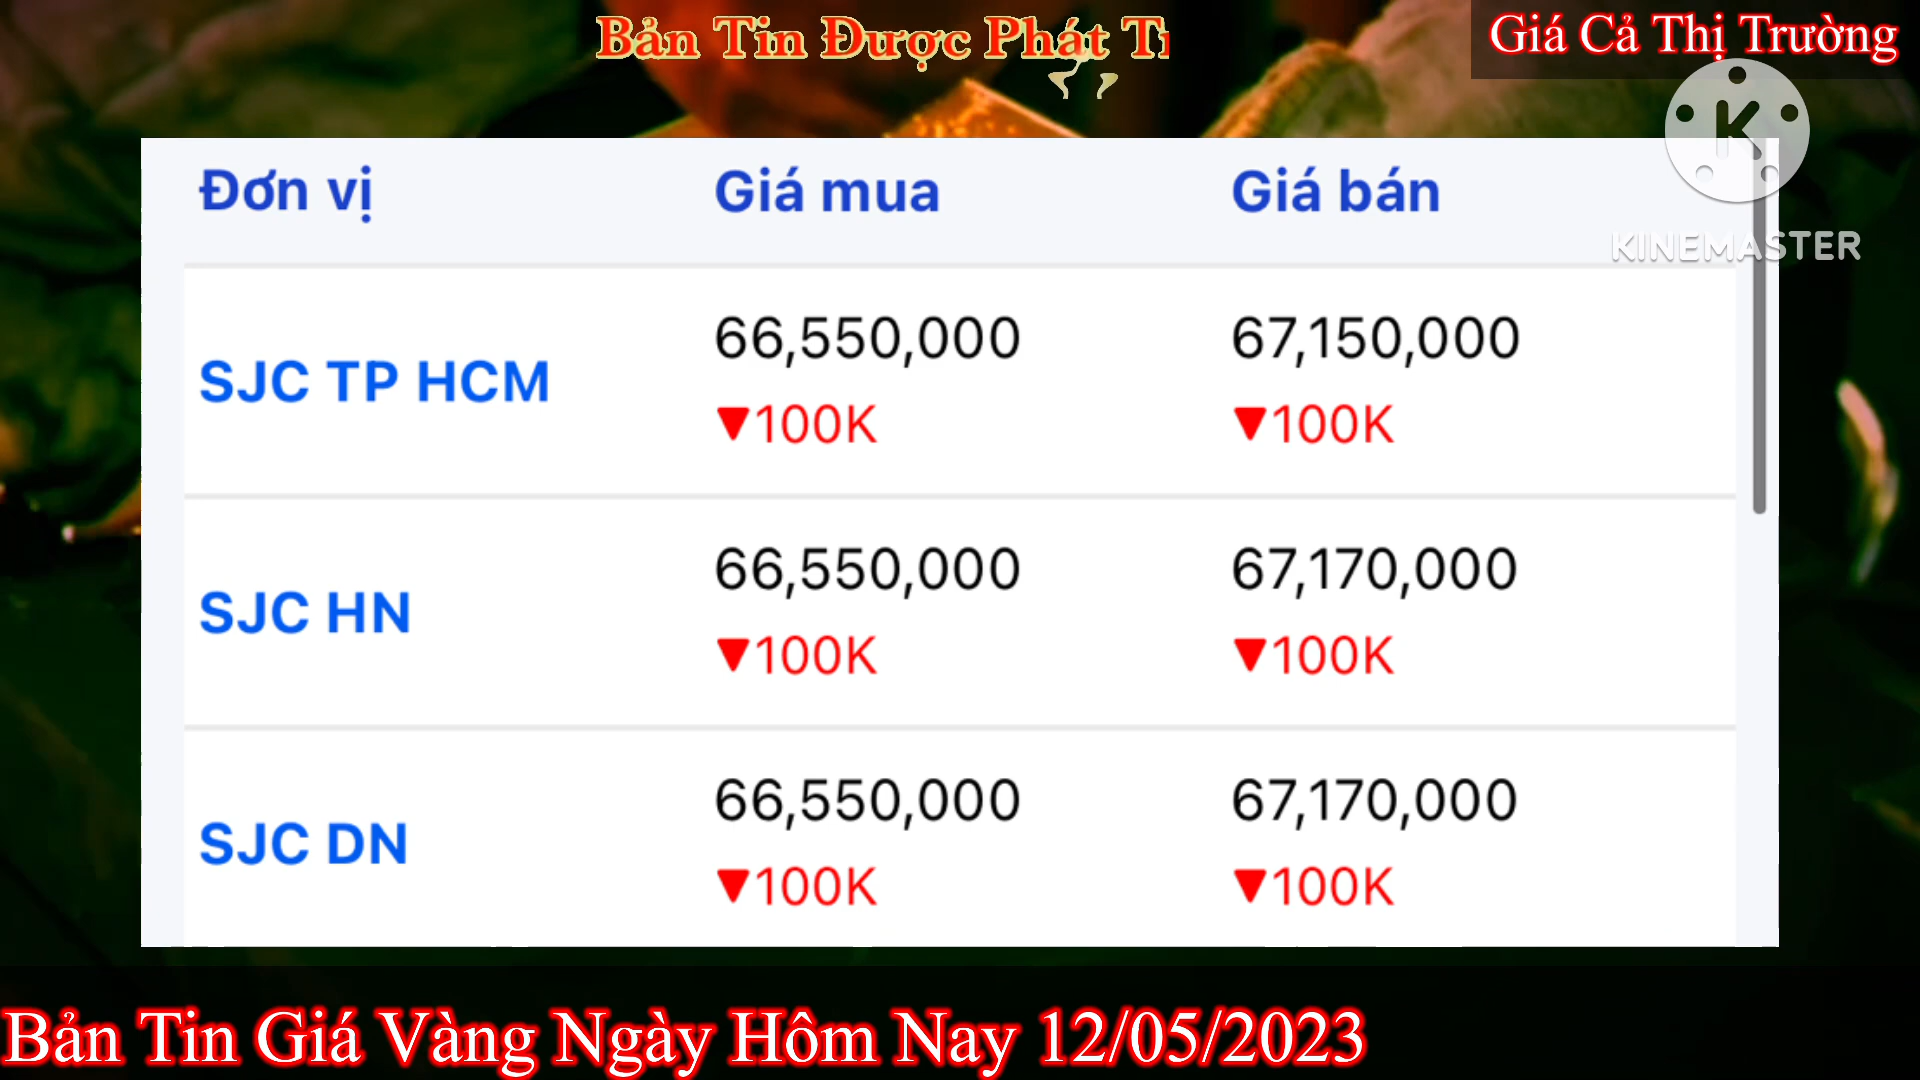 Bản Tin Được Phát
Giá Cả Thị Trường
KINEMASTER
Đơn vị Giá mua Giá bán
66,550,000 67,150,000
SJC TP HCM
▼100K ▼100K
66,550,000 67,170,000
SJC HN
▼100K ▼100K
66,550,000 67,170,000
SJC DN
▼100K ▼100K
Bản Tin Giá Vàng Ngày Hôm Nay 12/05/2023